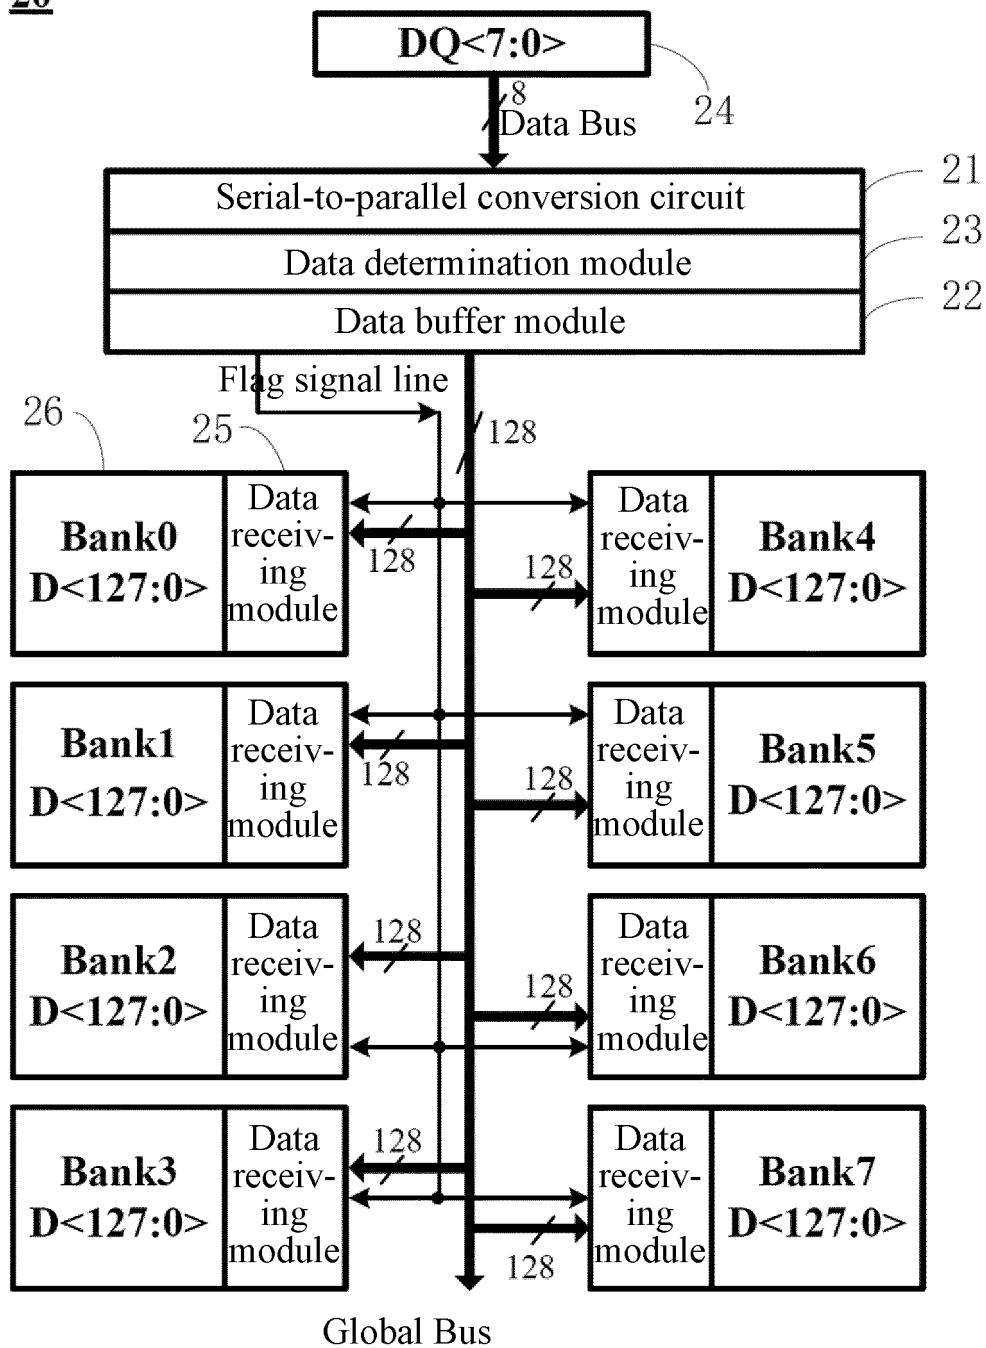 20
DQ<7:0>
24
8
Data Bus
21
Serial-to-parallel conversion circuit
23
Data determination module
22
Data buffer module
Flag signal line
26
25
128
Bank0
D<127:0>
Data
receiv-
ing
module
128
128
Data
receiv-
ing
module
Bank4
D<127:0>
Bank1
D<127:0>
Data
receiv-
ing
module
128
128
Data
receiv-
ing
module
Bank5
D<127:0>
Bank2
D<127:0>
Data
receiv-
ing
module
128
128
Data
receiv-
ing
module
Bank6
D<127:0>
Bank3
D<127:0>
Data
receiv-
ing
module
128
128
Data
receiv-
ing
module
Bank7
D<127:0>
Global Bus